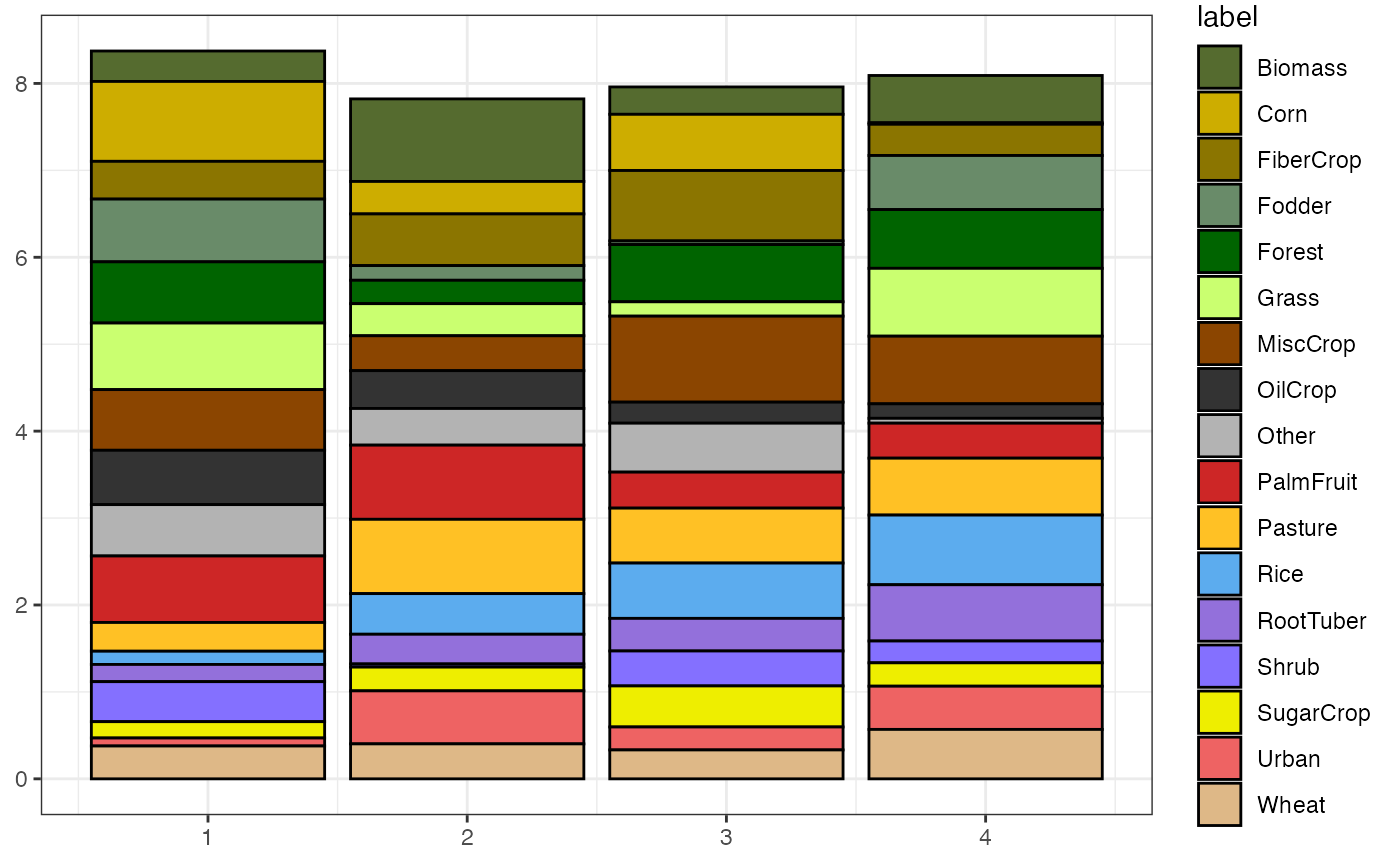 label
8
6
4
2
0
1 2 3 4
Biomass
Corn
FiberCrop
Fodder
Forest
Grass
MiscCrop
OilCrop
Other
PalmFruit
Pasture
Rice
RootTuber
Shrub
SugarCrop
Urban
Wheat